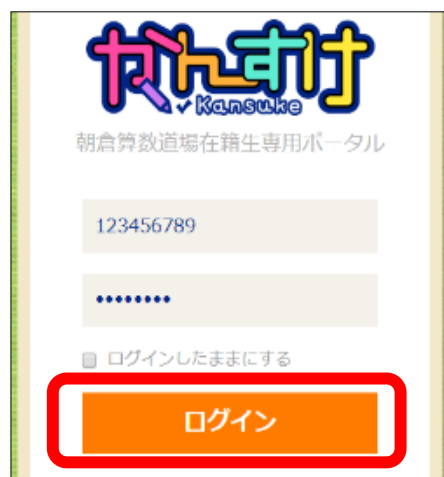 かんすけ
Kansuke
朝倉算数道場在籍生専用ポータル
123456789
••••••••
ログインしたままにする
ログイン